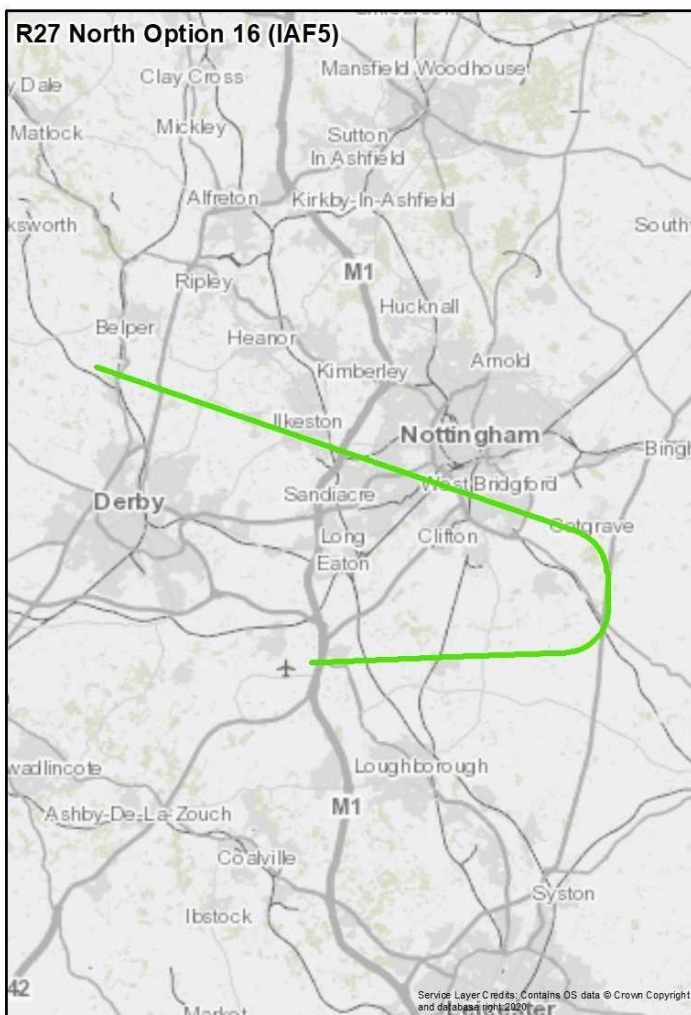 R27 North Option 16 (IAF5)
Clay Cross
Mansfield Woodhouse
y Dale
Matlock
Mickley
Sutton
In Ashfield
Alfreton
Kirkby-In-Ashfield
ksworth
South
M1
Ripley
Hucknall
Belper
Heanor
Arnold
Kimberley
Ilkeston
Nottingham
Bingh
West Bridgford
Sandiacre
Derby
Cotgrave
Long
Eaton
Clifton
wadlincote
Loughborough
M1
Ashby-De-La-Zouch
Coalville
Syston
Ibstock
42
Market
Service Layer Credits: Contains OS data © Crown Copyright
and database right 2020
Leicester